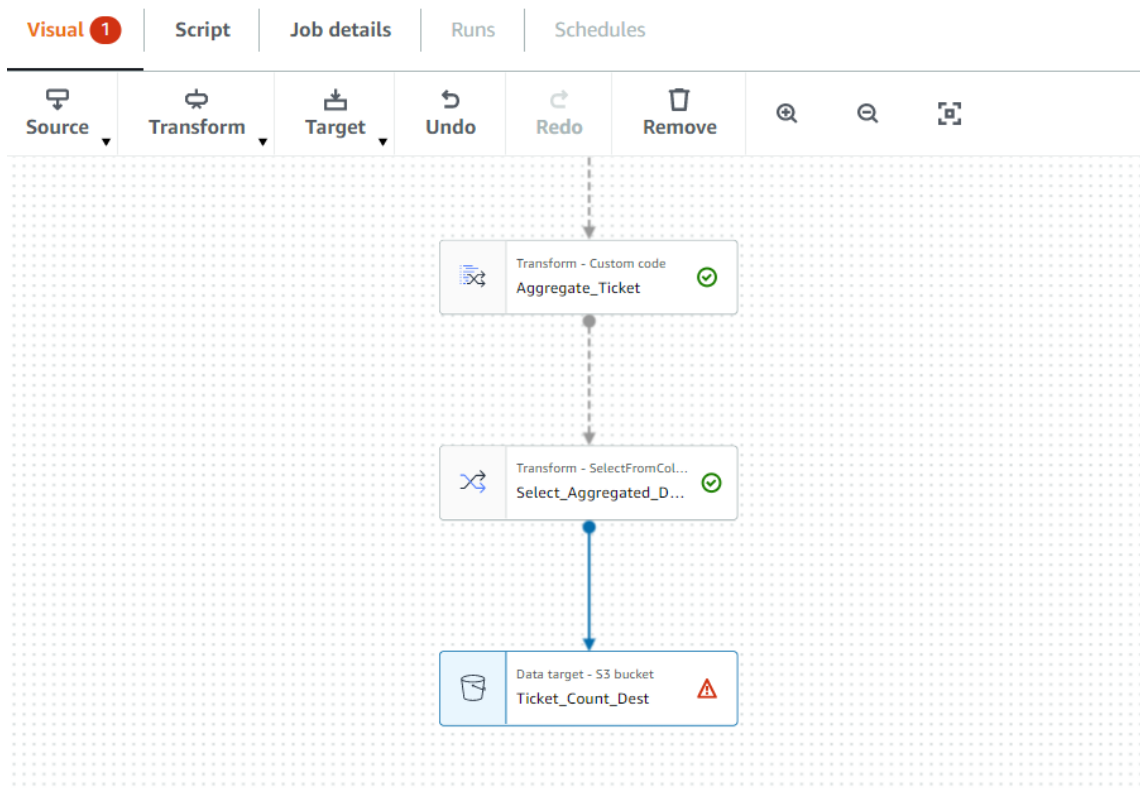 Visual 1 Script Job details Runs Schedules
Source Transform Target Undo Redo Remove
Transform - Custom code
Aggregate_Ticket
Transform - SelectFromCol...
Select_Aggregated_D...
Data target - S3 bucket
Ticket_Count_Dest